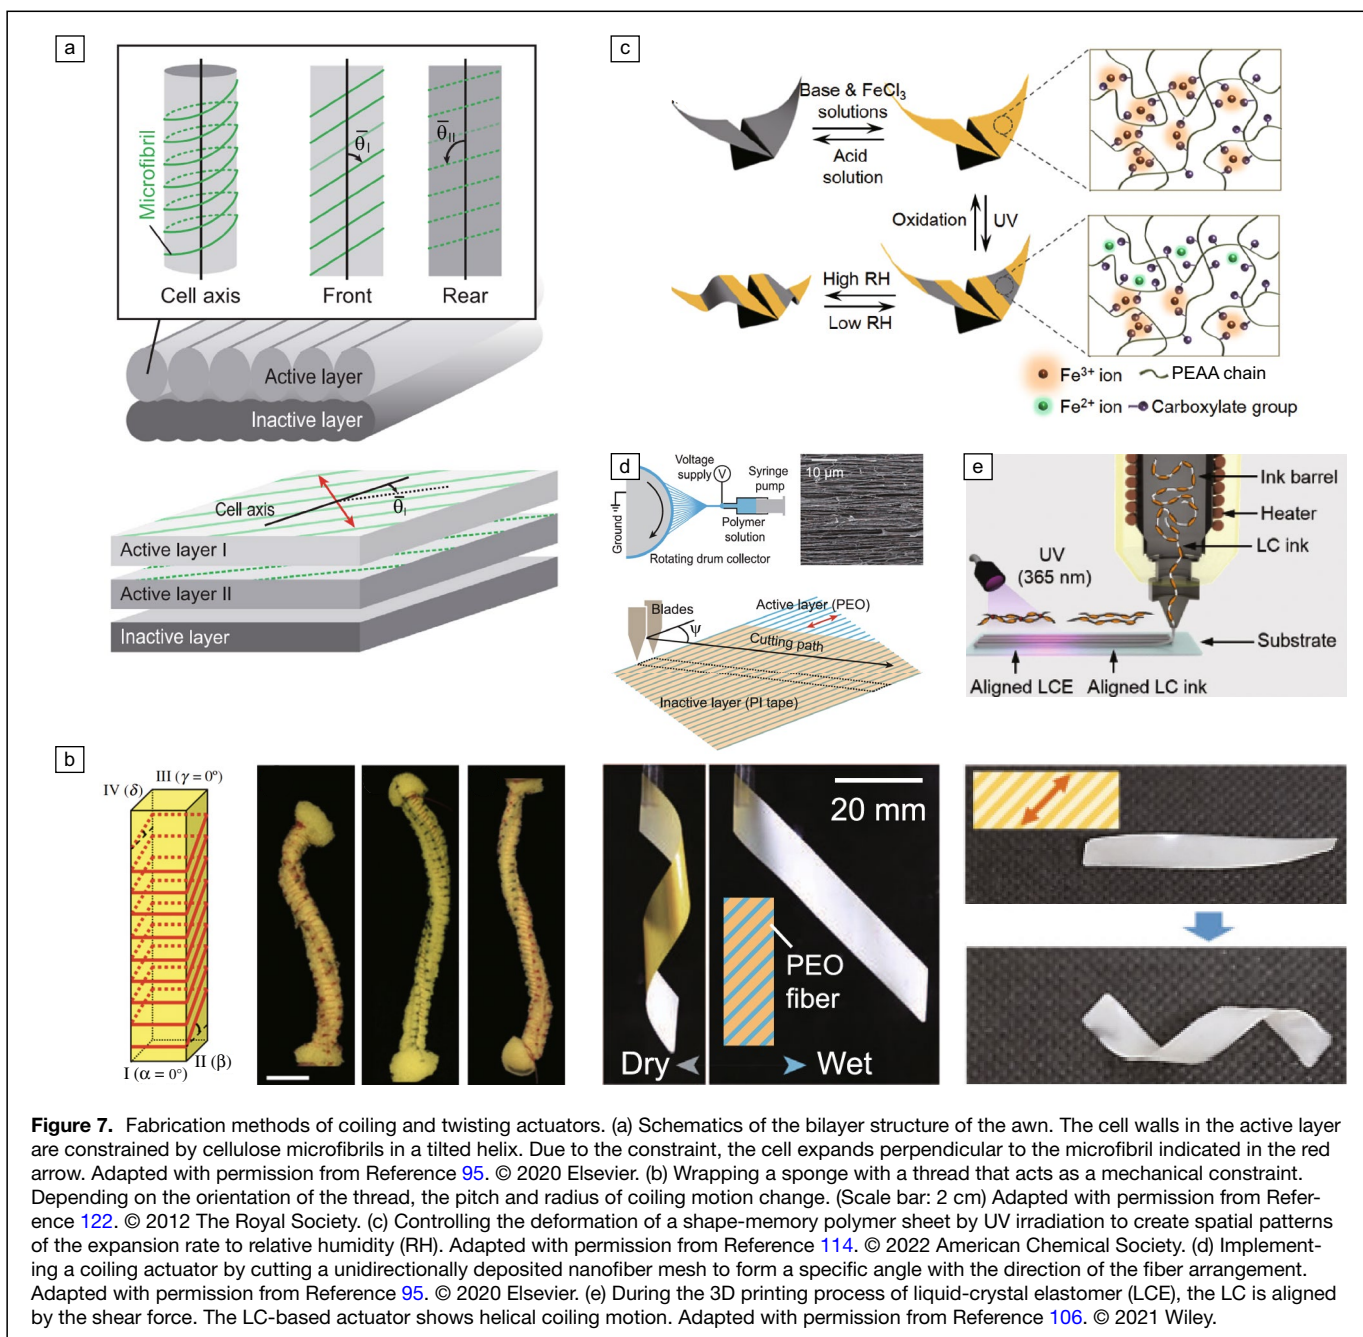 a
Microfibril
θ̅I
θ̅II
Cell axis
Front
Rear
Active layer
Inactive layer
Cell axis
θ̅I
Active layer I
Active layer II
Inactive layer
c
Base & FeCl3
solutions
Acid
solution
Oxidation
UV
High RH
Low RH
Fe3+ ion
PEAA chain
Fe2+ ion
Carboxylate group
d
Voltage
supply
V
Syringe
pump
Ground
Polymer
solution
Rotating drum collector
10 µm
Blades
ψ
Active layer (PEO)
Cutting path
Inactive layer (PI tape)
e
Ink barrel
Heater
LC ink
UV
(365 nm)
Substrate
Aligned LCE
Aligned LC ink
b
III (γ = 0°)
IV (δ)
II (β)
I (α = 0°)
20 mm
PEO
fiber
Dry
Wet
Figure 7. Fabrication methods of coiling and twisting actuators. (a) Schematics of the bilayer structure of the awn. The cell walls in the active layer
are constrained by cellulose microfibrils in a tilted helix. Due to the constraint, the cell expands perpendicular to the microfibril indicated in the red
arrow. Adapted with permission from Reference 95. © 2020 Elsevier. (b) Wrapping a sponge with a thread that acts as a mechanical constraint.
Depending on the orientation of the thread, the pitch and radius of coiling motion change. (Scale bar: 2 cm) Adapted with permission from Refer-
ence 122. © 2012 The Royal Society. (c) Controlling the deformation of a shape-memory polymer sheet by UV irradiation to create spatial patterns
of the expansion rate to relative humidity (RH). Adapted with permission from Reference 114. © 2022 American Chemical Society. (d) Implement-
ing a coiling actuator by cutting a unidirectionally deposited nanofiber mesh to form a specific angle with the direction of the fiber arrangement.
Adapted with permission from Reference 95. © 2020 Elsevier. (e) During the 3D printing process of liquid-crystal elastomer (LCE), the LC is aligned
by the shear force. The LC-based actuator shows helical coiling motion. Adapted with permission from Reference 106. © 2021 Wiley.